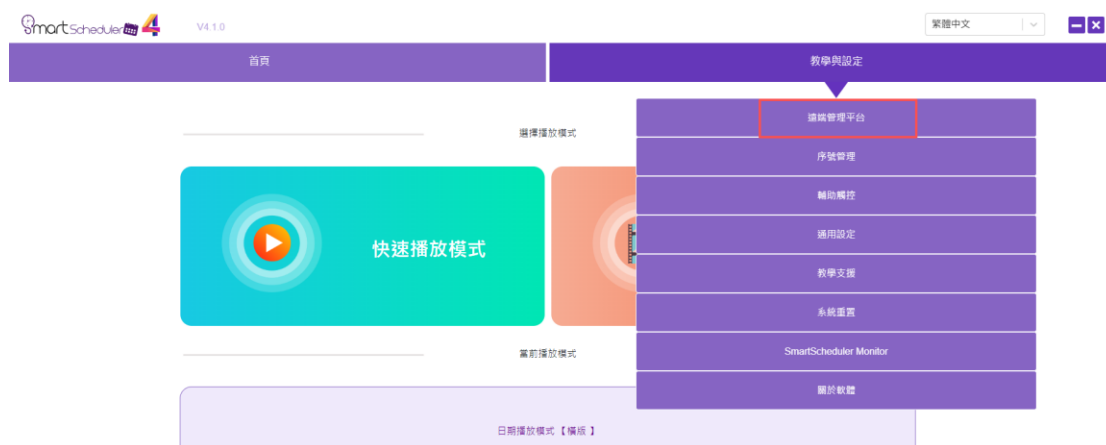 SmartScheduler 4
V4.1.0
繁體中文
首頁
教學與設定
選擇播放模式
遠端管理平台
序號管理
輔助觸控
通用設定
快速播放模式
教學支援
系統重置
當前播放模式
SmartScheduler Monitor
關於軟體
日期播放模式【橫版】